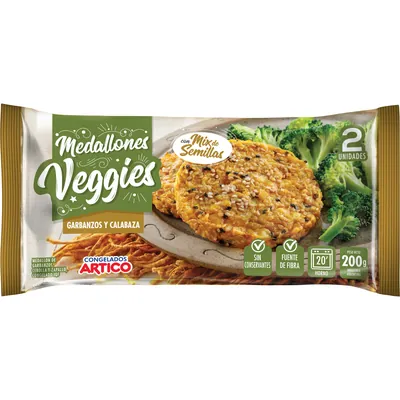 Medallones
Veggies
GARBANZOS Y CALABAZA
CON
Mix de
Semillas
2
UNIDADES
CONGELADOS
ARTICO
SIN
CONSERVANTES
FUENTE
DE FIBRA
20'
HORNO
200g